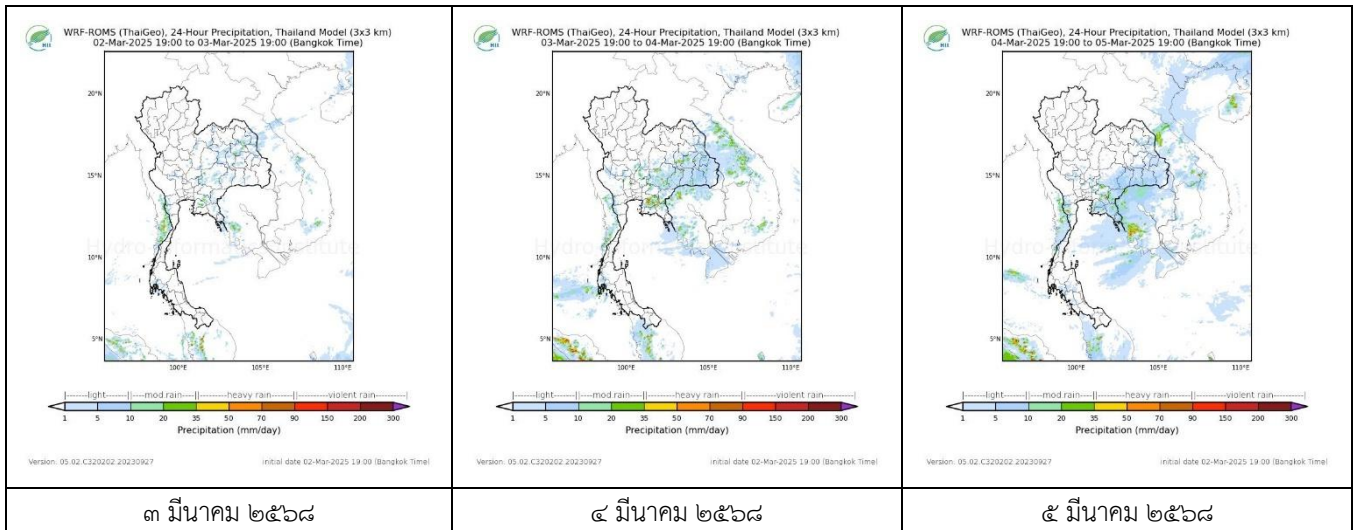 WRF-ROMS (ThaiGeo), 24-Hour Precipitation, Thailand Model (3x3 km)
02-Mar-2025 19:00 to 03-Mar-2025 19:00 (Bangkok Time)
20°N
15°N
10°N
5°N
100°E 105°E 110°E
Hydro Informatics Institute
light mod rain heavy rain violent rain
1 5 10 20 35 50 70 90 150 200 300
Precipitation (mm/day)
Version: 05.02.C320202.20230927 initial date 02-Mar-2025 19:00 (Bangkok Time)
๓ มีนาคม ๒๕๖๘
WRF-ROMS (ThaiGeo), 24-Hour Precipitation, Thailand Model (3x3 km)
03-Mar-2025 19:00 to 04-Mar-2025 19:00 (Bangkok Time)
20°N
15°N
10°N
5°N
100°E 105°E 110°E
Hydro Informatics Institute
light mod rain heavy rain violent rain
1 5 10 20 35 50 70 90 150 200 300
Precipitation (mm/day)
Version: 05.02.C320202.20230927 initial date 02-Mar-2025 19:00 (Bangkok Time)
๔ มีนาคม ๒๕๖๘
WRF-ROMS (ThaiGeo), 24-Hour Precipitation, Thailand Model (3x3 km)
04-Mar-2025 19:00 to 05-Mar-2025 19:00 (Bangkok Time)
20°N
15°N
10°N
5°N
100°E 105°E 110°E
Hydro Informatics Institute
light mod rain heavy rain violent rain
1 5 10 20 35 50 70 90 150 200 300
Precipitation (mm/day)
Version: 05.02.C320202.20230927 initial date 02-Mar-2025 19:00 (Bangkok Time)
๕ มีนาคม ๒๕๖๘